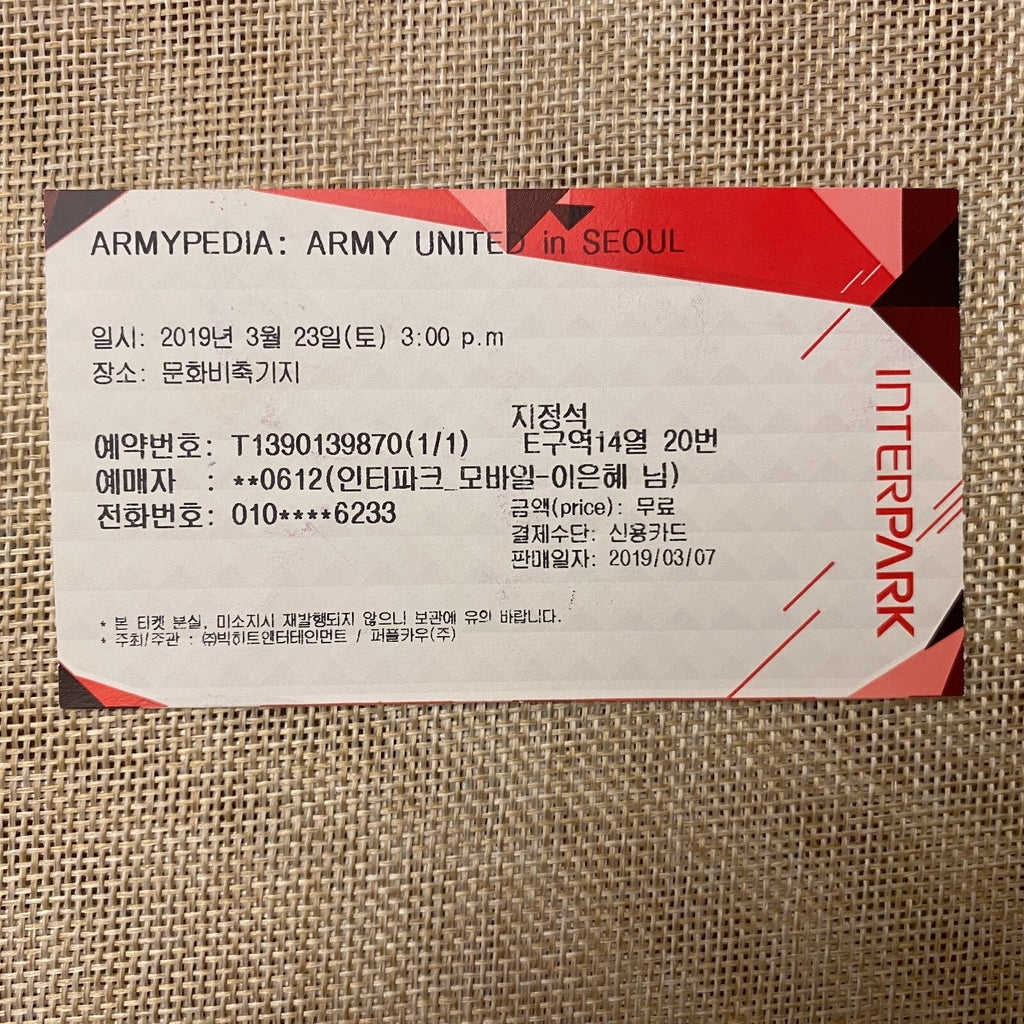 ARMYPEDIA: ARMY UNITED in SEOUL
일시: 2019년 3월 23일(토) 3:00 p.m
장소: 문화비축기지
지정석
예약번호: T1390139870(1/1) E구역14열 20번
예매자 : **0612(인터파크_모바일-이은혜 님)
전화번호: 010****6233 금액(price): 무료
결제수단: 신용카드
판매일자: 2019/03/07
* 본 티켓 분실, 미소지시 재발행되지 않으니 보관에 유의 바랍니다.
* 주최/주관 : ㈜빅히트엔터테인먼트 / 퍼플카우(주)
INTERPARK